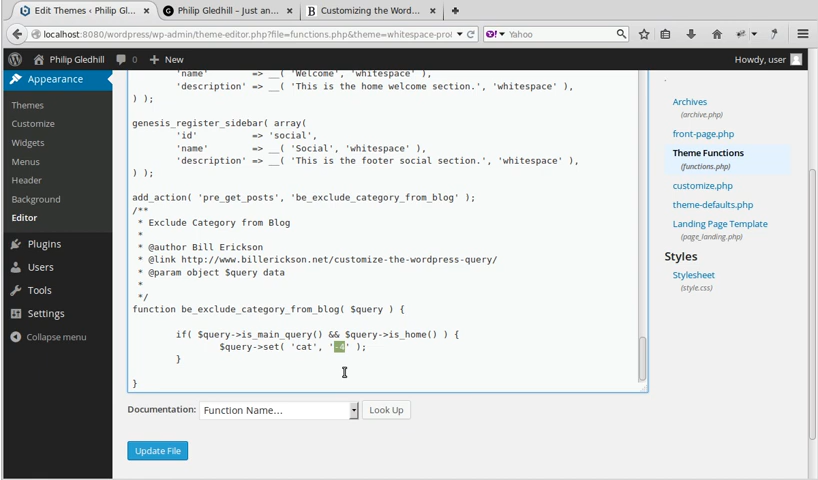 Edit Themes ‹ Philip Gl...
Philip Gledhill – Just an...
Customizing the Word...
localhost:8080/wordpress/wp-admin/theme-editor.php?file=functions.php&theme=whitespace-pro
Yahoo
Philip Gledhill
0
+ New
Howdy, user
Appearance
Themes
Customize
Widgets
Menus
Header
Background
Editor
Plugins
Users
Tools
Settings
Collapse menu
'name' => __( 'Welcome', 'whitespace' ),
'description' => __( 'This is the home welcome section.', 'whitespace' ),
) );
genesis_register_sidebar( array(
'id' => 'social',
'name' => __( 'Social', 'whitespace' ),
'description' => __( 'This is the footer social section.', 'whitespace' ),
) );
add_action( 'pre_get_posts', 'be_exclude_category_from_blog' );
/**
* Exclude Category from Blog
*
* @author Bill Erickson
* @link http://www.billerickson.net/customize-the-wordpress-query/
* @param object $query data
*
*/
function be_exclude_category_from_blog( $query ) {
if( $query->is_main_query() && $query->is_home() ) {
$query->set( 'cat', '-4' );
}
}
Documentation:
Function Name...
Look Up
Update File
Archives
(archive.php)
front-page.php
Theme Functions
(functions.php)
customize.php
theme-defaults.php
Landing Page Template
(page_landing.php)
Styles
Stylesheet
(style.css)